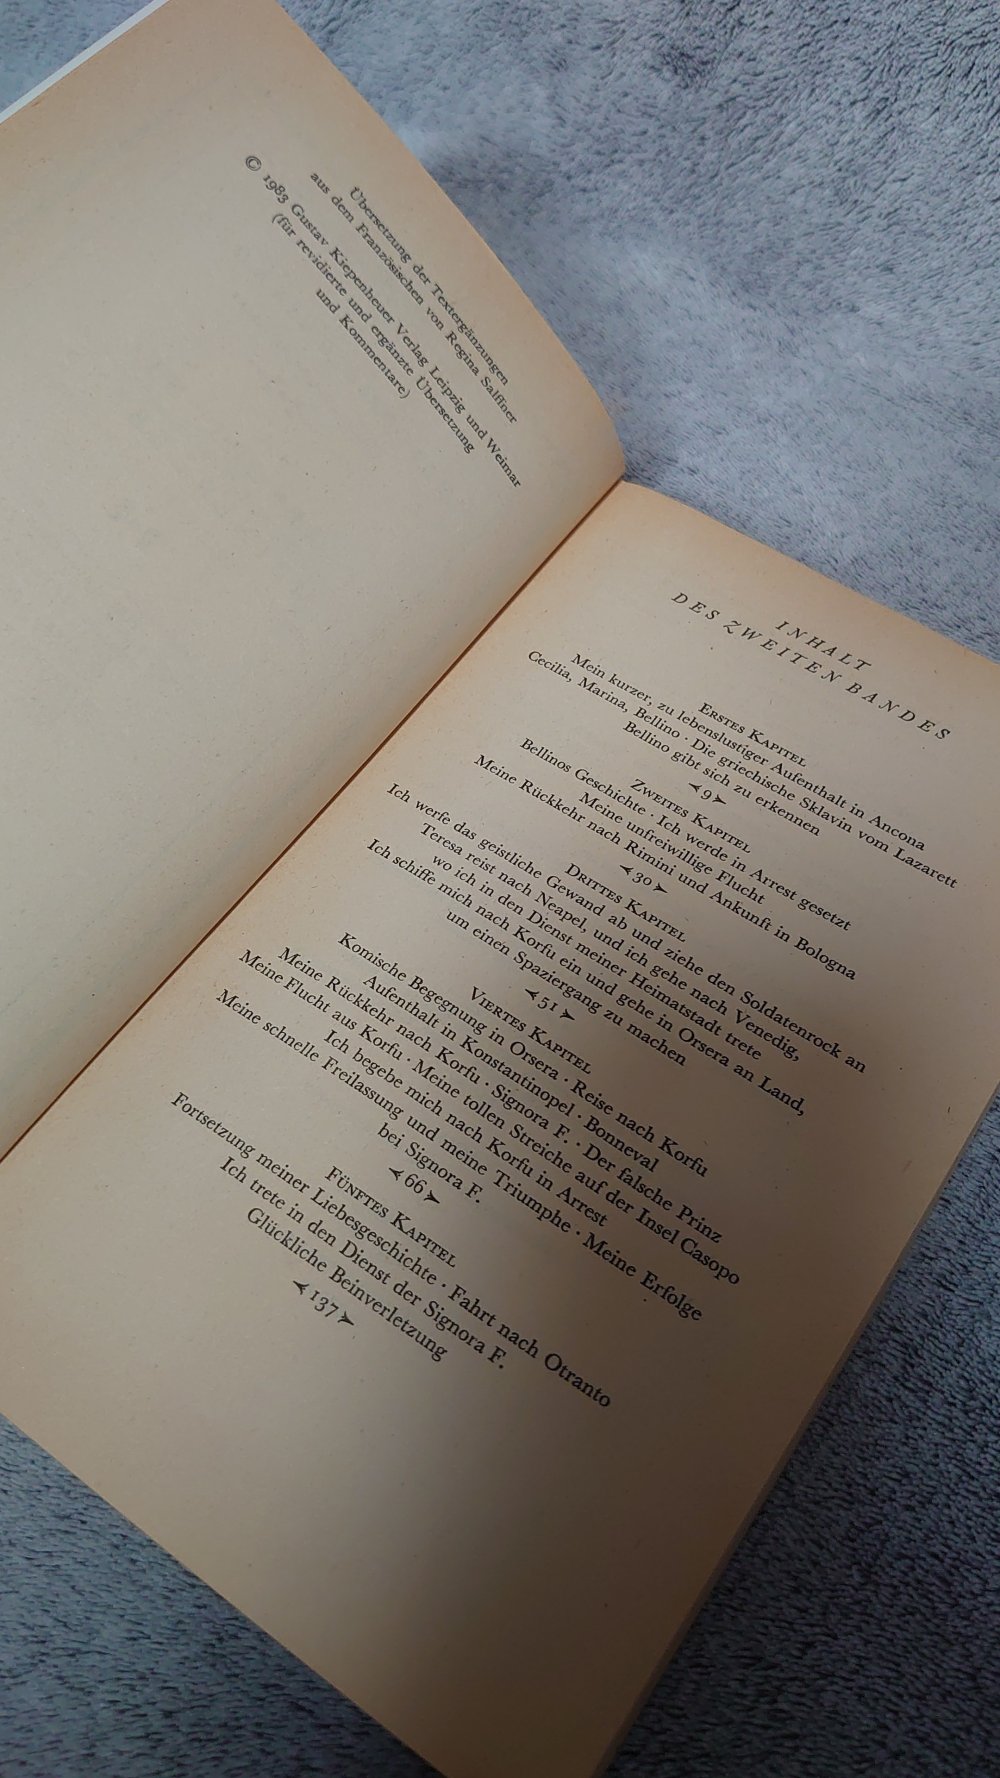 Übersetzung der Textergänzungen
aus dem Französischen von Regina Salffner
© 1983 Gustav Kiepenheuer Verlag Leipzig und Weimar
(für revidierte und ergänzte Übersetzung
und Kommentare)
INHALT
DES ZWEITEN BANDES
ERSTES KAPITEL
Mein kurzer, zu lebenslustiger Aufenthalt in Ancona
Cecilia, Marina, Bellino · Die griechische Sklavin vom Lazarett
Bellino gibt sich zu erkennen
9
ZWEITES KAPITEL
Bellinos Geschichte · Ich werde in Arrest gesetzt
Meine unfreiwillige Flucht
Meine Rückkehr nach Rimini und Ankunft in Bologna
30
DRITTES KAPITEL
Ich werfe das geistliche Gewand ab und ziehe den Soldatenrock an
Teresa reist nach Neapel, und ich gehe nach Venedig,
wo ich in den Dienst meiner Heimatstadt trete
Ich schiffe mich nach Korfu ein und gehe in Orsera an Land,
um einen Spaziergang zu machen
51
VIERTES KAPITEL
Komische Begegnung in Orsera · Reise nach Korfu
Aufenthalt in Konstantinopel · Bonneval
Meine Rückkehr nach Korfu · Signora F. · Der falsche Prinz
Meine Flucht aus Korfu · Meine tollen Streiche auf der Insel Casopo
Ich begebe mich nach Korfu in Arrest
Meine schnelle Freilassung und meine Triumphe · Meine Erfolge
bei Signora F.
66
FÜNFTES KAPITEL
Fortsetzung meiner Liebesgeschichte · Fahrt nach Otranto
Ich trete in den Dienst der Signora F.
Glückliche Beinverletzung
137